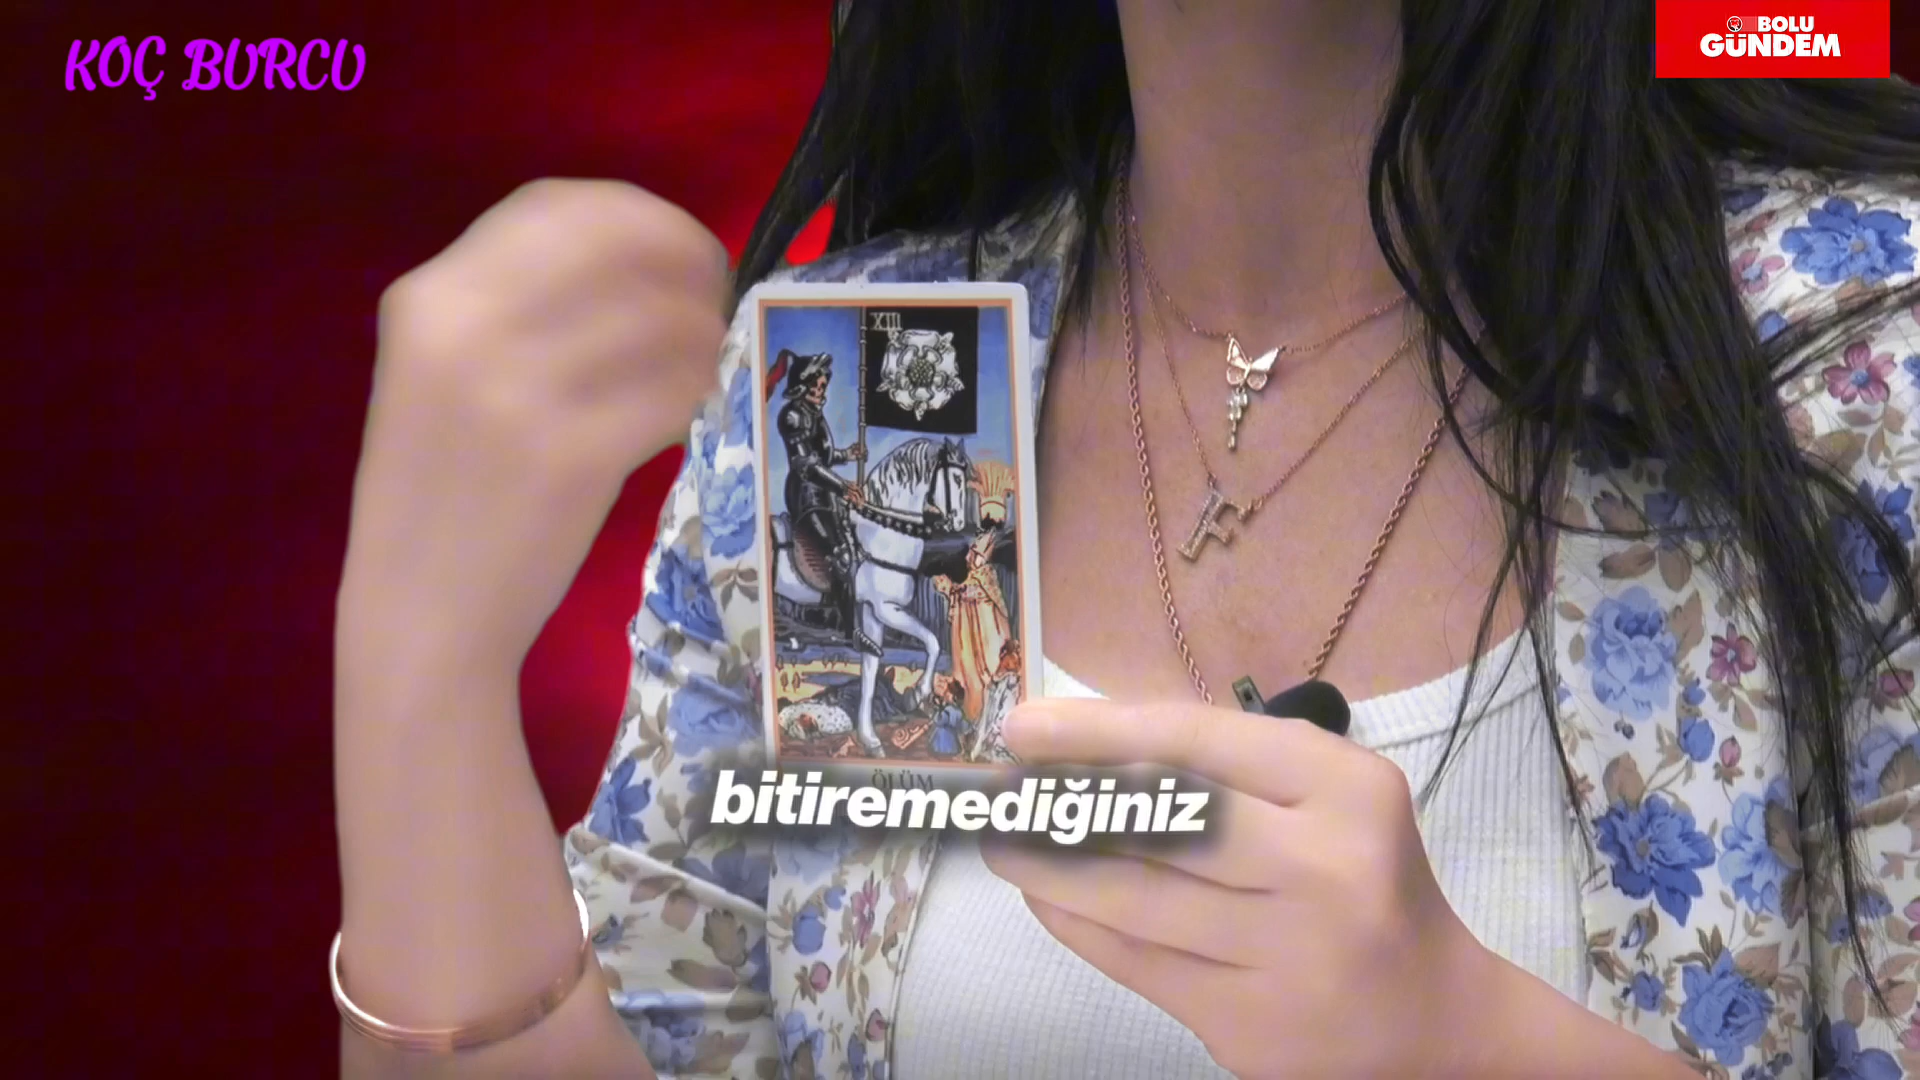 KOÇ BURCU
BOLU
GÜNDEM
XIII
ÖLÜM
bitiremediğiniz